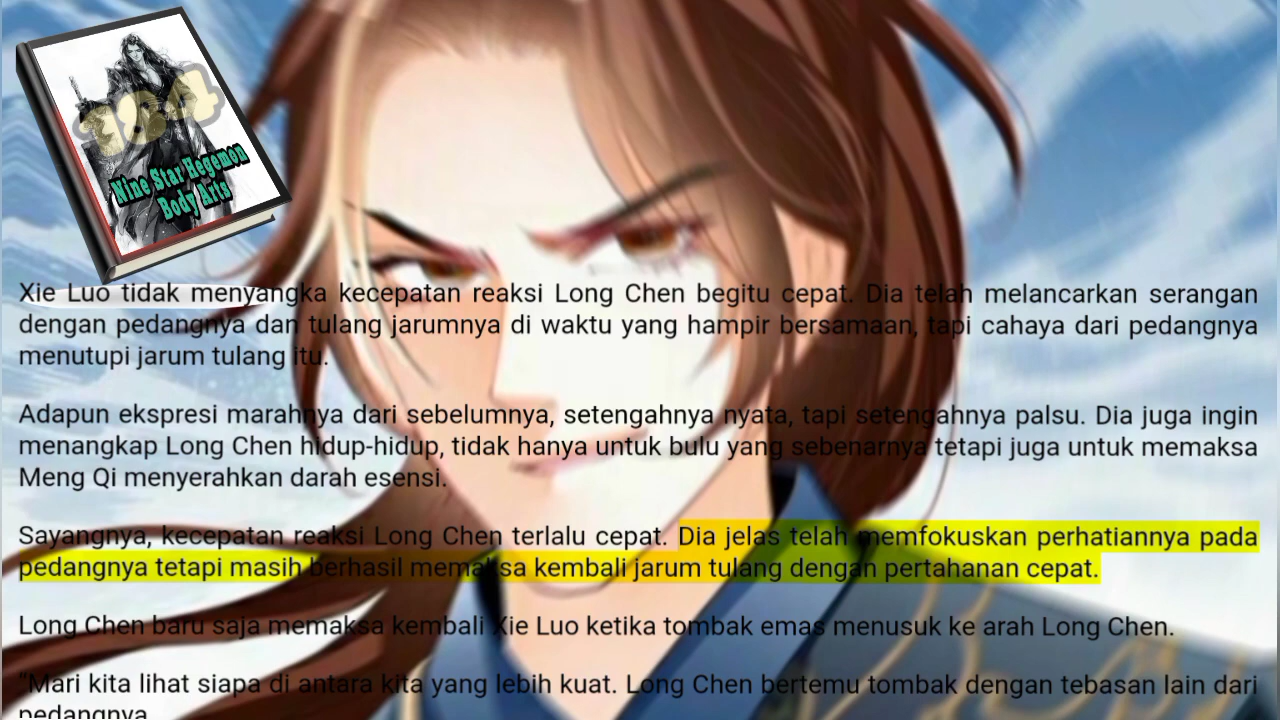 184
Nine Star Hegemon
Body Arts
Xie Luo tidak menyangka kecepatan reaksi Long Chen begitu cepat. Dia telah melancarkan serangan
dengan pedangnya dan tulang jarumnya di waktu yang hampir bersamaan, tapi cahaya dari pedangnya
menutupi jarum tulang itu.
Adapun ekspresi marahnya dari sebelumnya, setengahnya nyata, tapi setengahnya palsu. Dia juga ingin
menangkap Long Chen hidup-hidup, tidak hanya untuk bulu yang sebenarnya tetapi juga untuk memaksa
Meng Qi menyerahkan darah esensi.
Sayangnya, kecepatan reaksi Long Chen terlalu cepat. Dia jelas telah memfokuskan perhatiannya pada
pedangnya tetapi masih berhasil memaksa kembali jarum tulang dengan pertahanan cepat.
Long Chen baru saja memaksa kembali Xie Luo ketika tombak emas menusuk ke arah Long Chen.
"Mari kita lihat siapa di antara kita yang lebih kuat. Long Chen bertemu tombak dengan tebasan lain dari
pedangnya